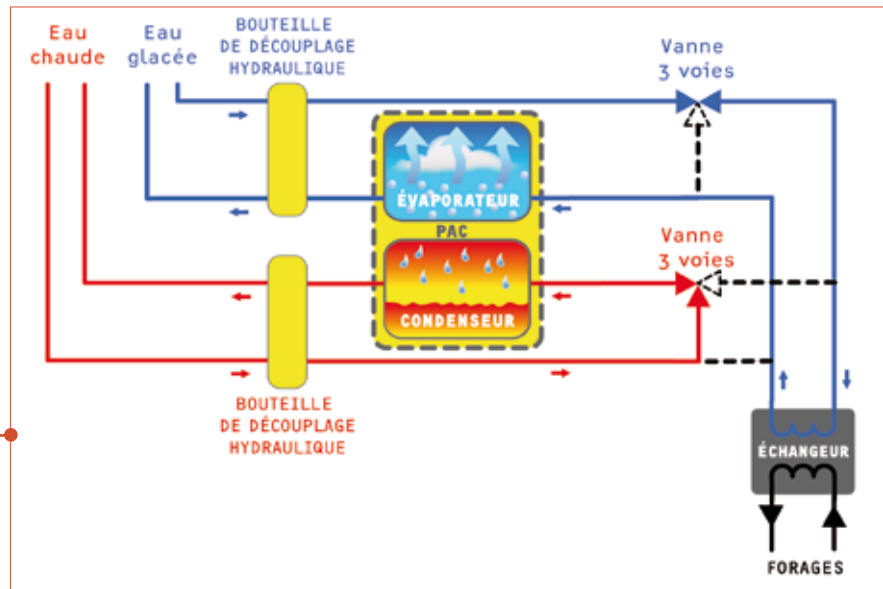 Eau
chaude
Eau
glacée
BOUTEILLE
DE DÉCOUPLAGE
HYDRAULIQUE
Vanne
3 voies
ÉVAPORATEUR
PAC
CONDENSEUR
Vanne
3 voies
BOUTEILLE
DE DÉCOUPLAGE
HYDRAULIQUE
ÉCHANGEUR
FORAGES